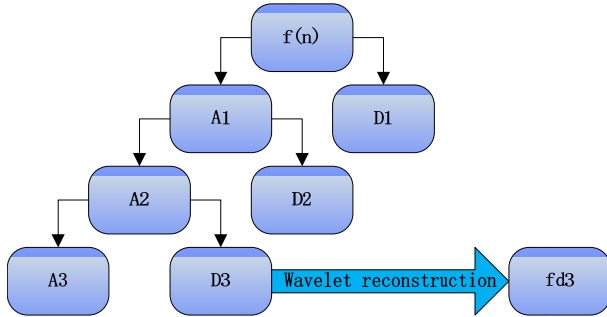 f(n)
A1
D1
A2
D2
A3
D3
Wavelet reconstruction
fd3